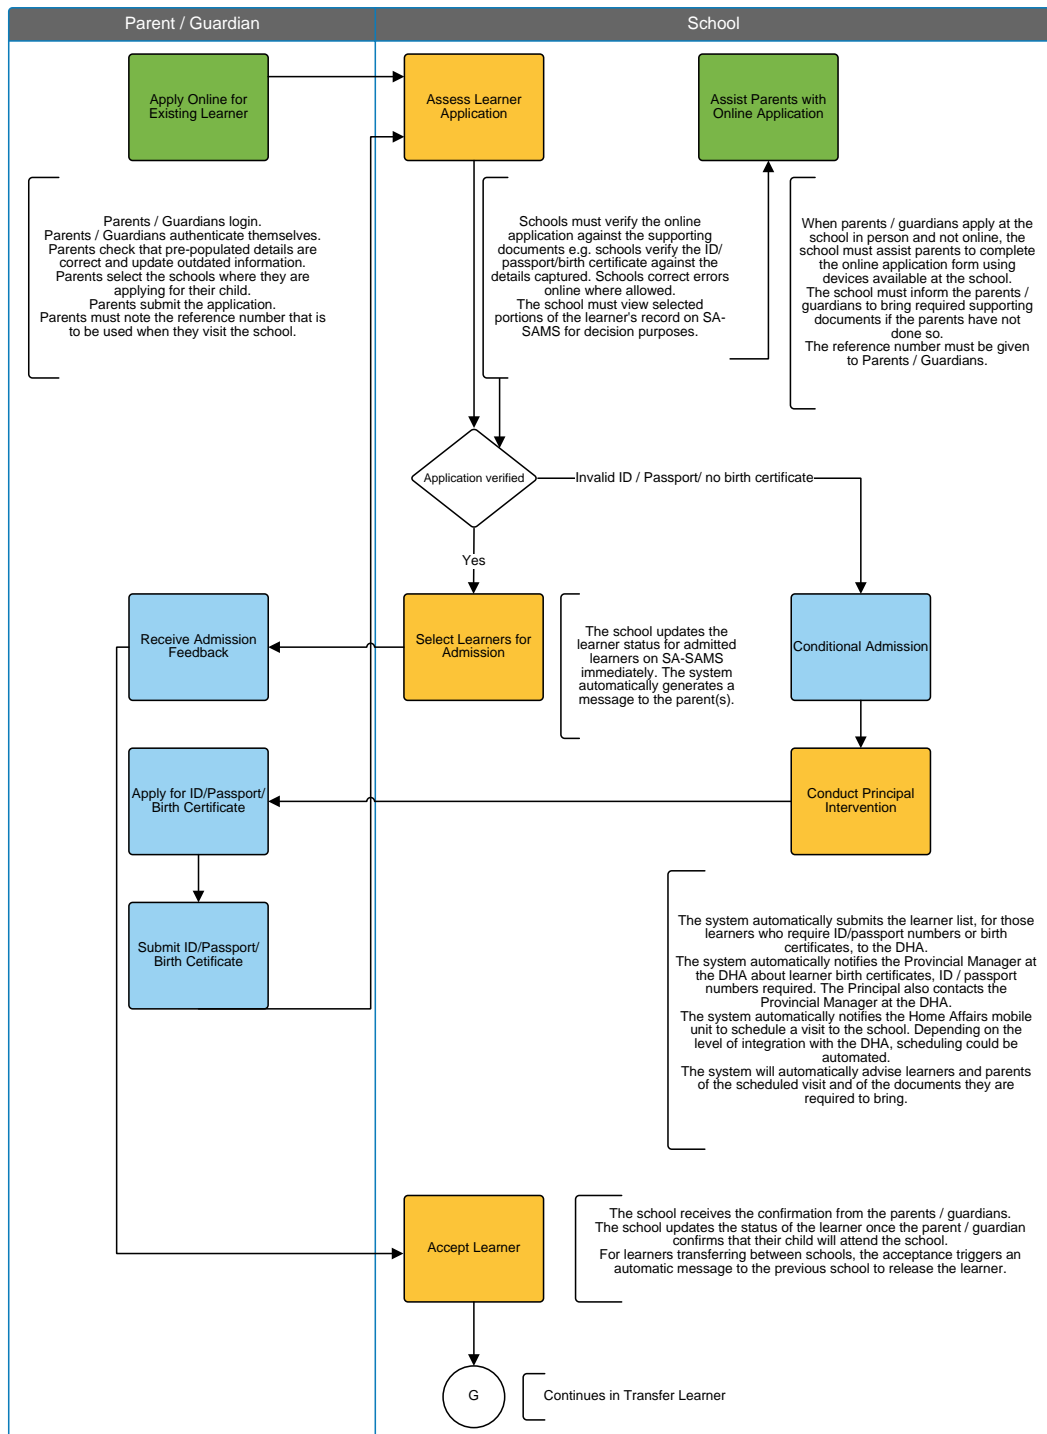 Parent / Guardian
School
Apply Online for
Existing Learner
Assess Learner
Application
Assist Parents with
Online Application
Parents / Guardians login.
Parents / Guardians authenticate themselves.
Parents check that pre-populated details are
correct and update outdated information.
Parents select the schools where they are
applying for their child.
Parents submit the application.
Parents must note the reference number that is
to be used when they visit the school.
Schools must verify the online
application against the supporting
documents e.g. schools verify the ID/
passport/birth certificate against the
details captured. Schools correct errors
online where allowed.
The school must view selected
portions of the learner's record on SA-
SAMS for decision purposes.
When parents / guardians apply at the
school in person and not online, the
school must assist parents to complete
the online application form using
devices available at the school.
The school must inform the parents /
guardians to bring required supporting
documents if the parents have not
done so.
The reference number must be given
to Parents / Guardians.
Application verified
Invalid ID / Passport/ no birth certificate
Yes
Receive Admission
Feedback
Select Learners for
Admission
The school updates the
learner status for admitted
learners on SA-SAMS
immediately. The system
automatically generates a
message to the parent(s).
Conditional Admission
Apply for ID/Passport/
Birth Certificate
Conduct Principal
Intervention
Submit ID/Passport/
Birth Cetificate
The system automatically submits the learner list, for those
learners who require ID/passport numbers or birth
certificates, to the DHA.
The system automatically notifies the Provincial Manager at
the DHA about learner birth certificates, ID / passport
numbers required. The Principal also contacts the
Provincial Manager at the DHA.
The system automatically notifies the Home Affairs mobile
unit to schedule a visit to the school. Depending on the
level of integration with the DHA, scheduling could be
automated.
The system will automatically advise learners and parents
of the scheduled visit and of the documents they are
required to bring.
Accept Learner
The school receives the confirmation from the parents / guardians.
The school updates the status of the learner once the parent / guardian
confirms that their child will attend the school.
For learners transferring between schools, the acceptance triggers an
automatic message to the previous school to release the learner.
G
Continues in Transfer Learner